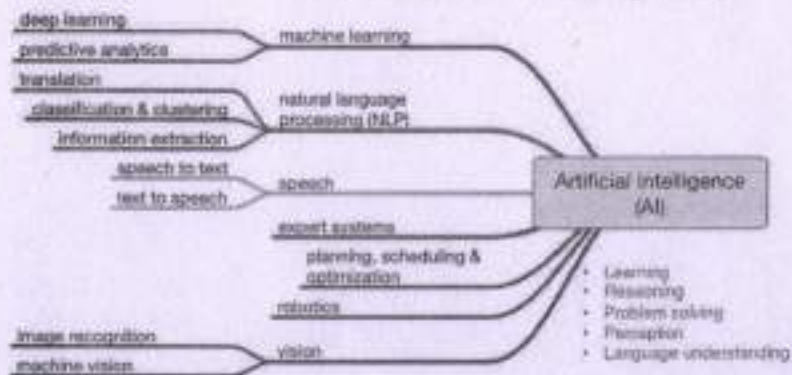 deep learning
predictive analytics
machine learning
translation
classification & clustering
information extraction
natural language
processing (NLP)
speech to text
text to speech
speech
expert systems
planning, scheduling &
optimization
robotics
image recognition
machine vision
vision
Artificial Intelligence
(AI)
• Learning
• Reasoning
• Problem solving
• Perception
• Language understanding